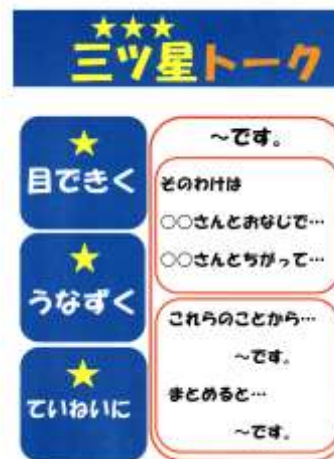 三ツ星トーク
目できく
うなずく
ていねいに
～です。
そのわけは
○○さんとおなじで…
○○さんとちがって…
これらのことから…
～です。
まとめると…
～です。